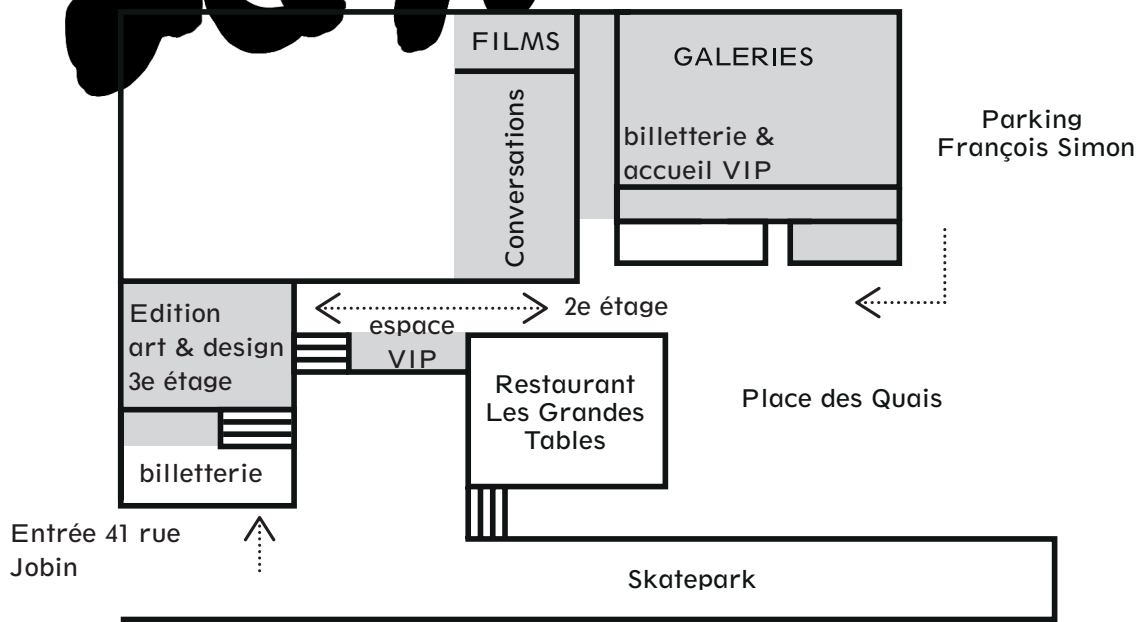 FILMS
Conversations
GALERIES
billetterie &
accueil VIP
Parking
François Simon
Edition
art & design
3e étage
2e étage
espace
VIP
Restaurant
Les Grandes
Tables
Place des Quais
billetterie
Entrée 41 rue
Jobin
Skatepark